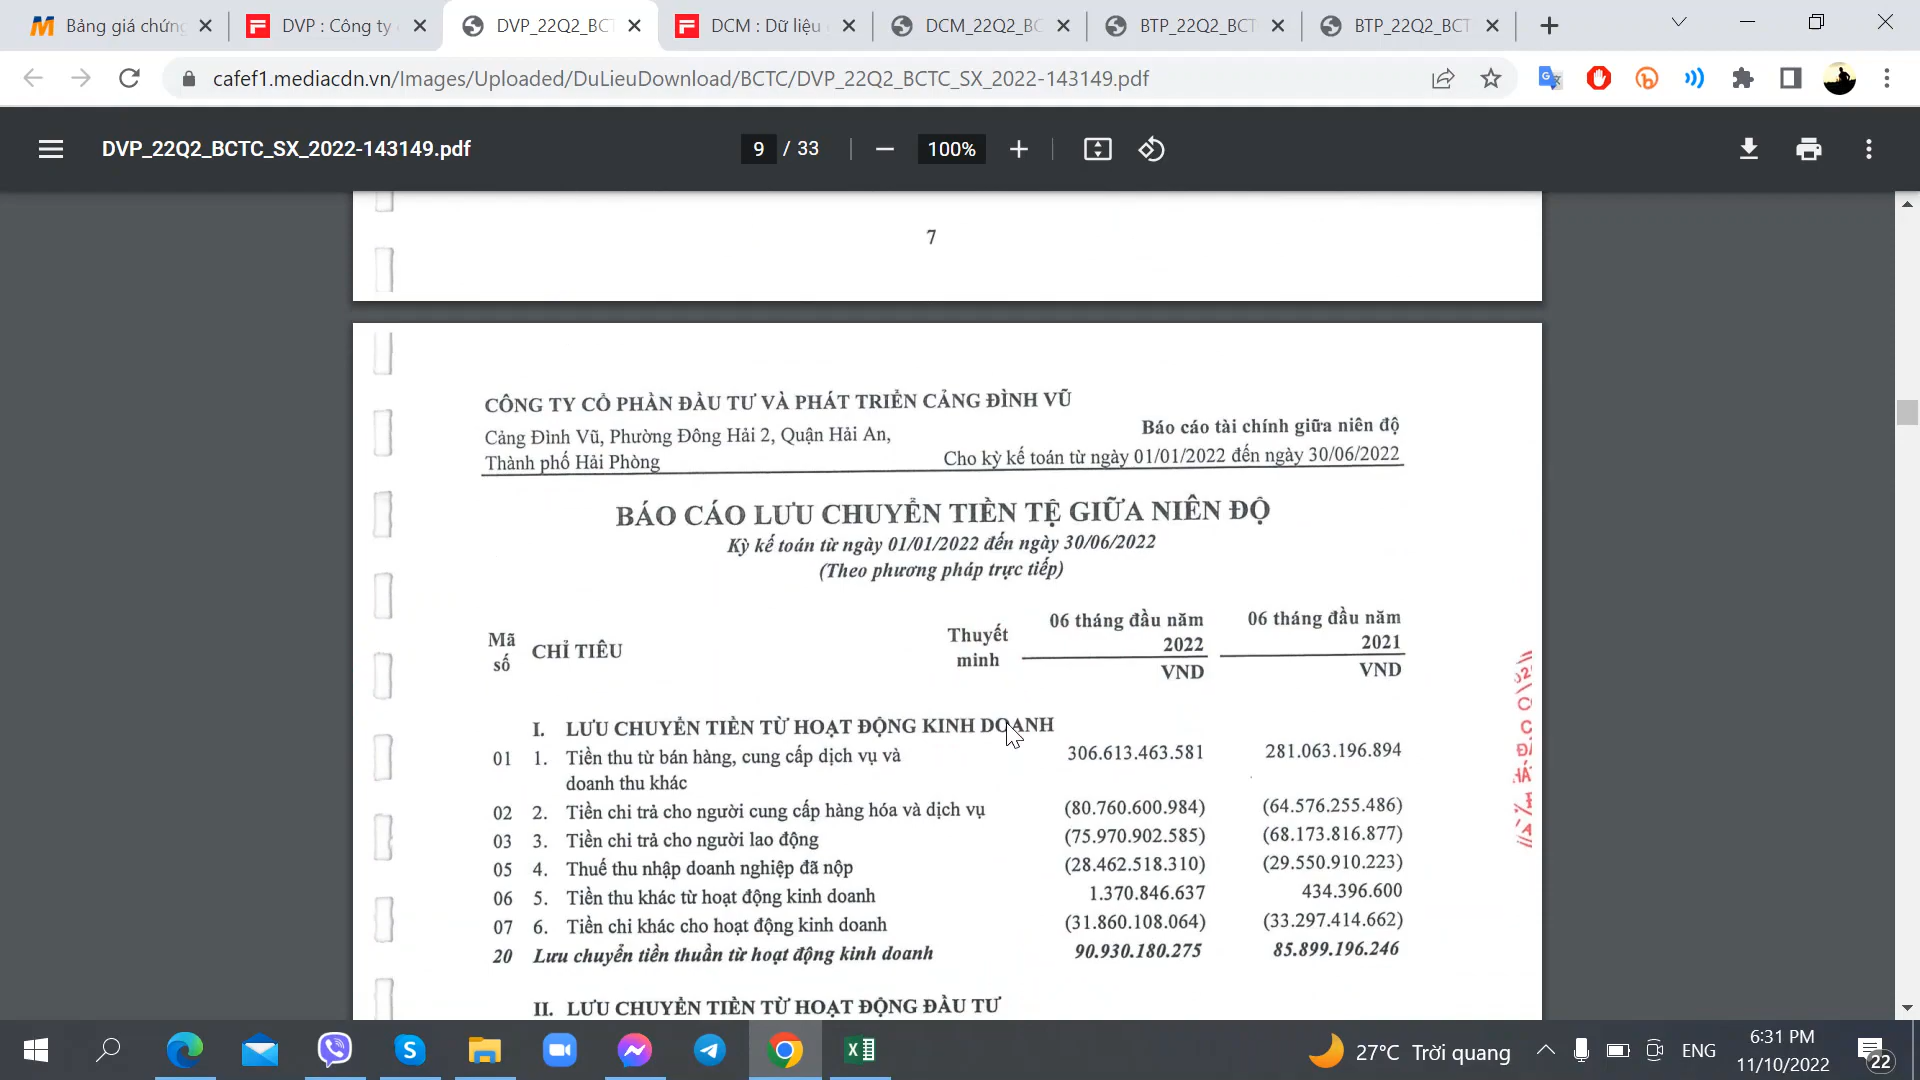 Bảng giá chứng
DVP : Công ty
DVP_22Q2_BCT
DCM : Dữ liệu
DCM_22Q2_BC
BTP_22Q2_BCT
BTP_22Q2_BCT
cafef1.mediacdn.vn/Images/Uploaded/DuLieuDownload/BCTC/DVP_22Q2_BCTC_SX_2022-143149.pdf
DVP_22Q2_BCTC_SX_2022-143149.pdf
9 / 33
100%
7
CÔNG TY CỔ PHẦN ĐẦU TƯ VÀ PHÁT TRIỂN CẢNG ĐÌNH VŨ
Cảng Đình Vũ, Phường Đông Hải 2, Quận Hải An,
Thành phố Hải Phòng
Báo cáo tài chính giữa niên độ
Cho kỳ kế toán từ ngày 01/01/2022 đến ngày 30/06/2022
BÁO CÁO LƯU CHUYỂN TIỀN TỆ GIỮA NIÊN ĐỘ
Kỳ kế toán từ ngày 01/01/2022 đến ngày 30/06/2022
(Theo phương pháp trực tiếp)
Mã số CHỈ TIÊU Thuyết minh 06 tháng đầu năm 2022 06 tháng đầu năm 2021
VND VND
I. LƯU CHUYỂN TIỀN TỪ HOẠT ĐỘNG KINH DOANH
01 1. Tiền thu từ bán hàng, cung cấp dịch vụ và 306.613.463.581 281.063.196.894
doanh thu khác
02 2. Tiền chi trả cho người cung cấp hàng hóa và dịch vụ (80.760.600.984) (64.576.255.486)
03 3. Tiền chi trả cho người lao động (75.970.902.585) (68.173.816.877)
05 4. Thuế thu nhập doanh nghiệp đã nộp (28.462.518.310) (29.550.910.223)
06 5. Tiền thu khác từ hoạt động kinh doanh 1.370.846.637 434.396.600
07 6. Tiền chi khác cho hoạt động kinh doanh (31.860.108.064) (33.297.414.662)
20 Lưu chuyển tiền thuần từ hoạt động kinh doanh 90.930.180.275 85.899.196.246
II. LƯU CHUYỂN TIỀN TỪ HOẠT ĐỘNG ĐẦU TƯ
27°C Trời quang
ENG
6:31 PM
11/10/2022
22